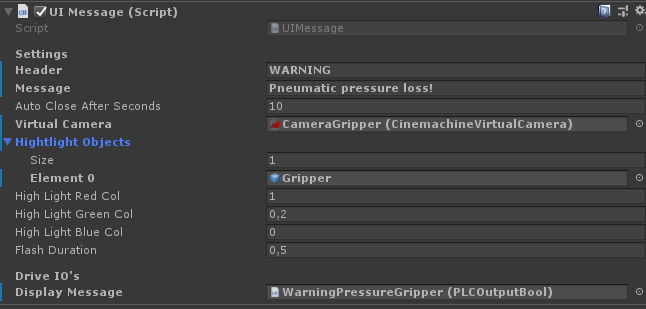 UI Message (Script)
Script UIMessage
Settings
Header WARNING
Message Pneumatic pressure loss!
Auto Close After Seconds 10
Virtual Camera CameraGripper (CinemachineVirtualCamera)
Hightlight Objects
Size 1
Element 0 Gripper
High Light Red Col 1
High Light Green Col 0,2
High Light Blue Col 0
Flash Duration 0,5
Drive IO's
Display Message WarningPressureGripper (PLCOutputBool)